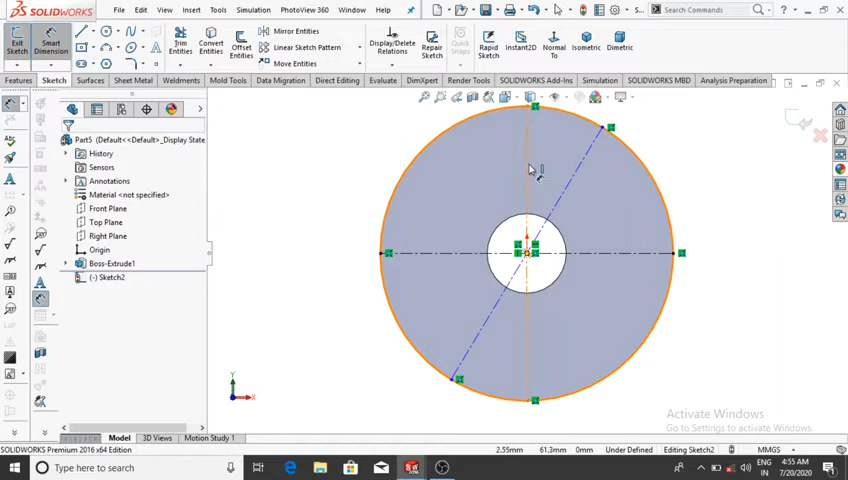 SOLIDWORKS File Edit View Insert Tools Simulation PhotoView 360 Window Help Search Commands
Exit Sketch Smart Dimension Trim Entities Convert Entities Offset Entities Mirror Entities Linear Sketch Pattern Move Entities Display/Delete Relations Repair Sketch Quick Snaps Rapid Sketch Instant2D Normal To Isometric Dimetric
Features Sketch Surfaces Sheet Metal Weldments Mold Tools Data Migration Direct Editing Evaluate DimXpert Render Tools SOLIDWORKS Add-Ins Simulation SOLIDWORKS MBD Analysis Preparation
Part5 (Default<<Default>_Display State
History
Sensors
Annotations
Material <not specified>
Front Plane
Top Plane
Right Plane
Origin
Boss-Extrude1
(-) Sketch2
Y
X
Activate Windows
Go to Settings to activate Windows.
Model 3D Views Motion Study 1
SOLIDWORKS Premium 2016 x64 Edition 2.55mm 61.3mm 0mm Under Defined Editing Sketch2 MMGS
Type here to search
ENG 4:55 AM
IN 7/20/2020